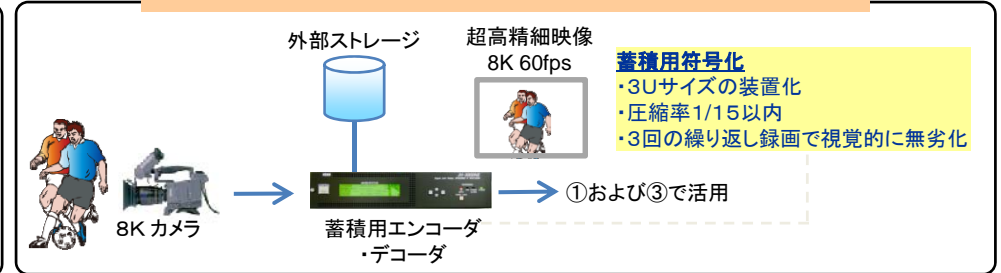 外部ストレージ
超高精細映像
8K 60fps
蓄積用符号化
・3Uサイズの装置化
・圧縮率1/15以内
・3回の繰り返し録画で視覚的に無劣化
8K カメラ
蓄積用エンコーダ
・デコーダ
①および③で活用